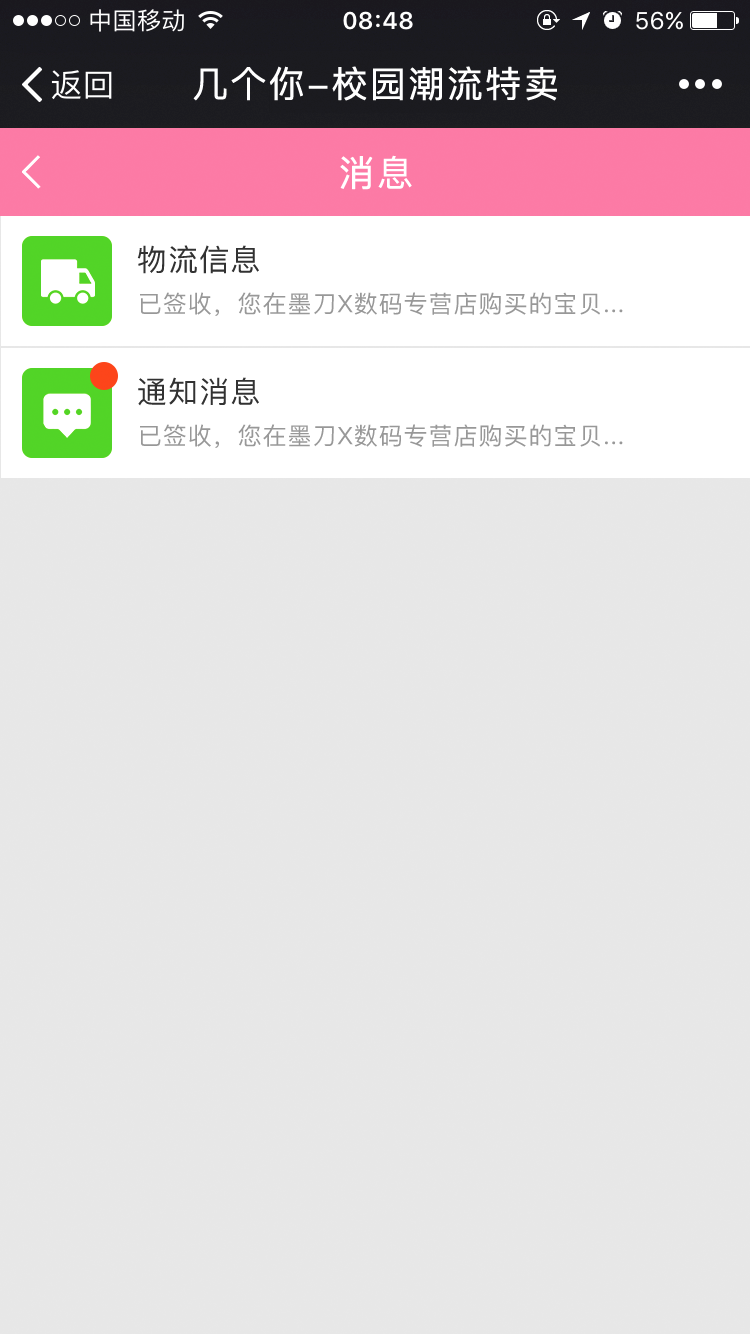 中国移动 08:48 56%
返回 几个你-校园潮流特卖
消息
物流信息
已签收，您在墨刀X数码专营店购买的宝贝...
通知消息
已签收，您在墨刀X数码专营店购买的宝贝...